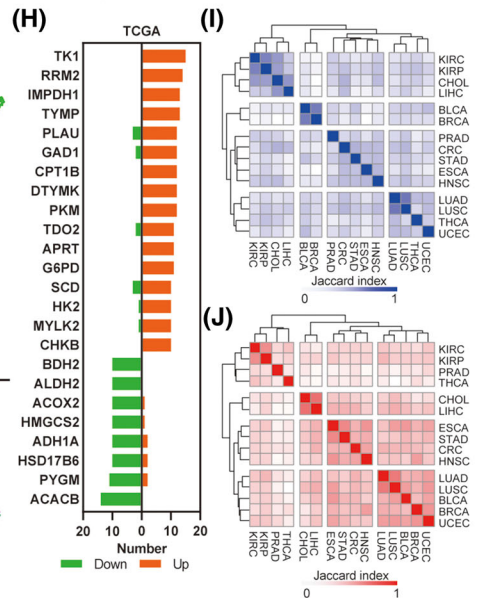 (H)
TCGA
TK1
RRM2
IMPDH1
TYMP
PLAU
GAD1
CPT1B
DTYMK
PKM
TDO2
APRT
G6PD
SCD
HK2
MYLK2
CHKB
BDH2
ALDH2
ACOX2
HMGCS2
ADH1A
HSD17B6
PYGM
ACACB
20 10 0 10 20
Number
Down Up
(I)
KIRC
KIRP
CHOL
LIHC
BLCA
BRCA
PRAD
CRC
STAD
ESCA
HNSC
LUAD
LUSC
THCA
UCEC
KIRC KIRP CHOL LIHC BLCA BRCA PRAD CRC STAD ESCA HNSC LUAD LUSC THCA UCEC
Jaccard index
0 1
(J)
KIRC
KIRP
PRAD
THCA
CHOL
LIHC
ESCA
STAD
CRC
HNSC
LUAD
LUSC
BLCA
BRCA
UCEC
KIRC KIRP PRAD THCA CHOL LIHC ESCA STAD CRC HNSC LUAD LUSC BLCA BRCA UCEC
Jaccard index
0 1